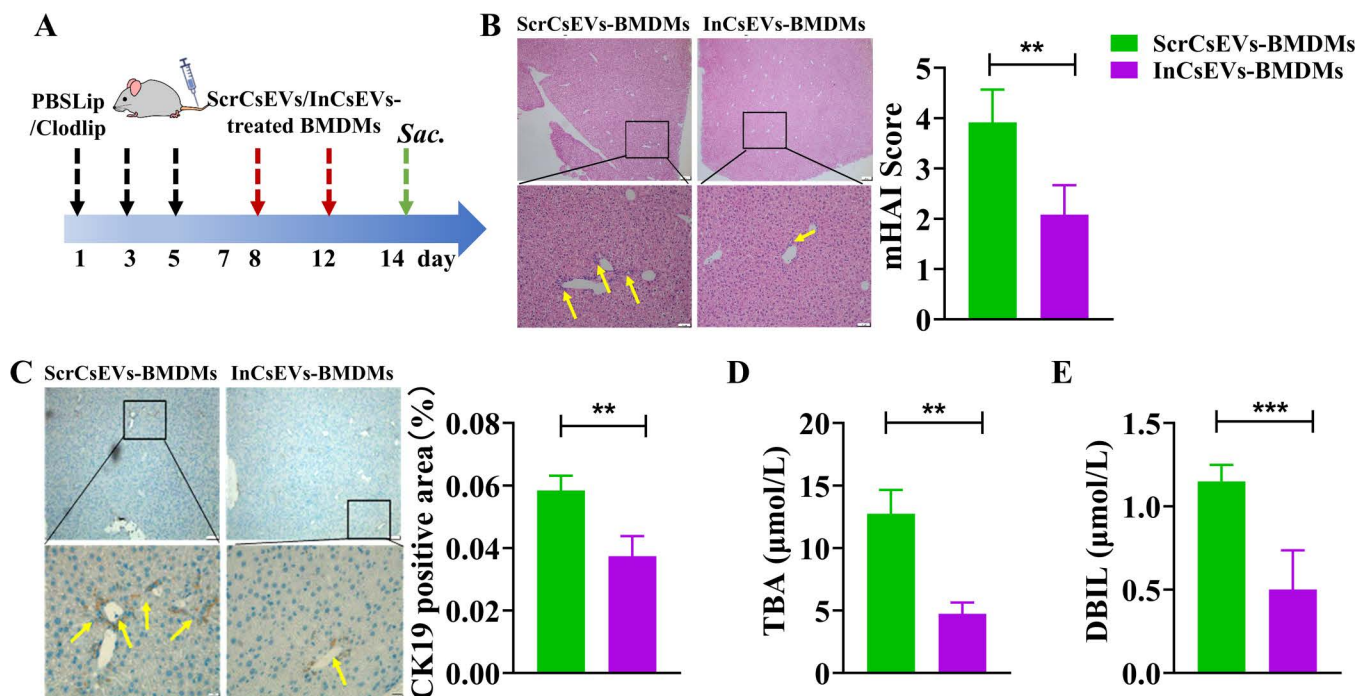 A
PBSLip
/Clodlip
ScrCsEVs/InCsEVs-
treated BMDMs
Sac.
1 3 5 7 8 12 14 day
B
ScrCsEVs-BMDMs InCsEVs-BMDMs
mHAI Score
5
4
3
2
1
0
**
ScrCsEVs-BMDMs
InCsEVs-BMDMs
C
ScrCsEVs-BMDMs InCsEVs-BMDMs
CK19 positive area(%)
0.08
0.06
0.04
0.02
0.00
**
D
TBA (μmol/L)
20
15
10
5
0
**
E
DBIL (μmol/L)
1.5
1.0
0.5
0.0
***